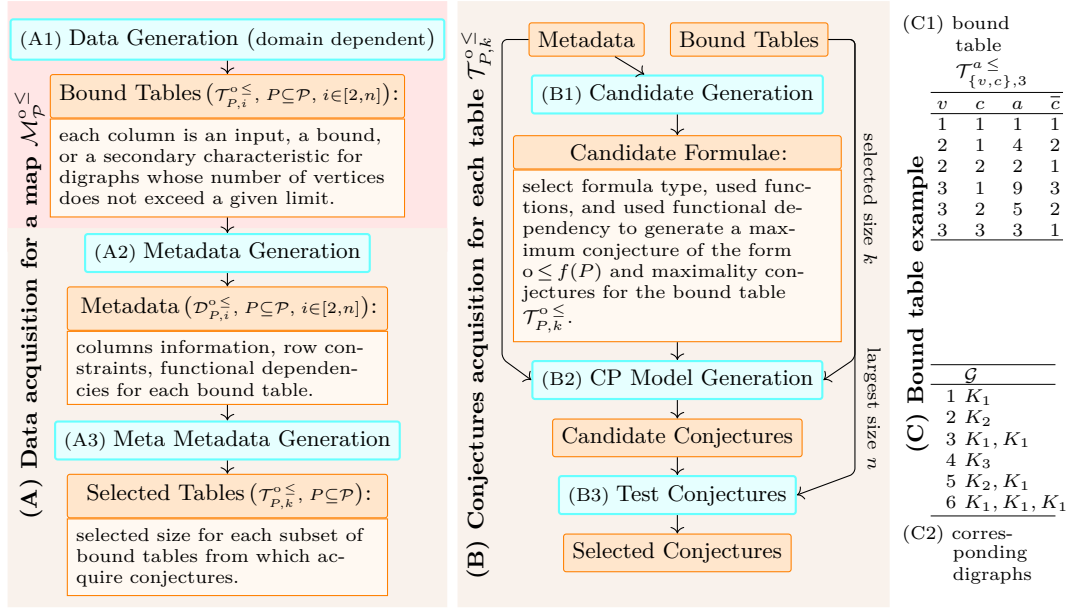 (A) Data acquisition for a map ℳ_𝒫^{o≤}
(A1) Data Generation (domain dependent)
Bound Tables (𝒯_{P,i}^{o≤}, P⊆𝒫, i∈[2,n]):
each column is an input, a bound,
or a secondary characteristic for
digraphs whose number of vertices
does not exceed a given limit.
(A2) Metadata Generation
Metadata (𝒟_{P,i}^{o≤}, P⊆𝒫, i∈[2,n]):
columns information, row con-
straints, functional dependen-
cies for each bound table.
(A3) Meta Metadata Generation
Selected Tables (𝒯_{P,k}^{o≤}, P⊆𝒫):
selected size for each subset of
bound tables from which ac-
quire conjectures.
(B) Conjectures acquisition for each table 𝒯_{P,k}^{o≤}
Metadata
Bound Tables
(B1) Candidate Generation
Candidate Formulae:
select formula type, used func-
tions, and used functional de-
pendency to generate a maxi-
mum conjecture of the form
o ≤ f(P) and maximality con-
jectures for the bound table
𝒯_{P,k}^{o≤}.
selected size k
(B2) CP Model Generation
largest size n
Candidate Conjectures
(B3) Test Conjectures
Selected Conjectures
(C) Bound table example
(C1) bound
table
𝒯_{{v,c},3}^{a≤}
v c a c̅
1 1 1 1
2 1 4 2
2 2 2 1
3 1 9 3
3 2 5 2
3 3 3 1
𝒢
1 K₁
2 K₂
3 K₁, K₁
4 K₃
5 K₂, K₁
6 K₁, K₁, K₁
(C2) corres-
ponding
digraphs